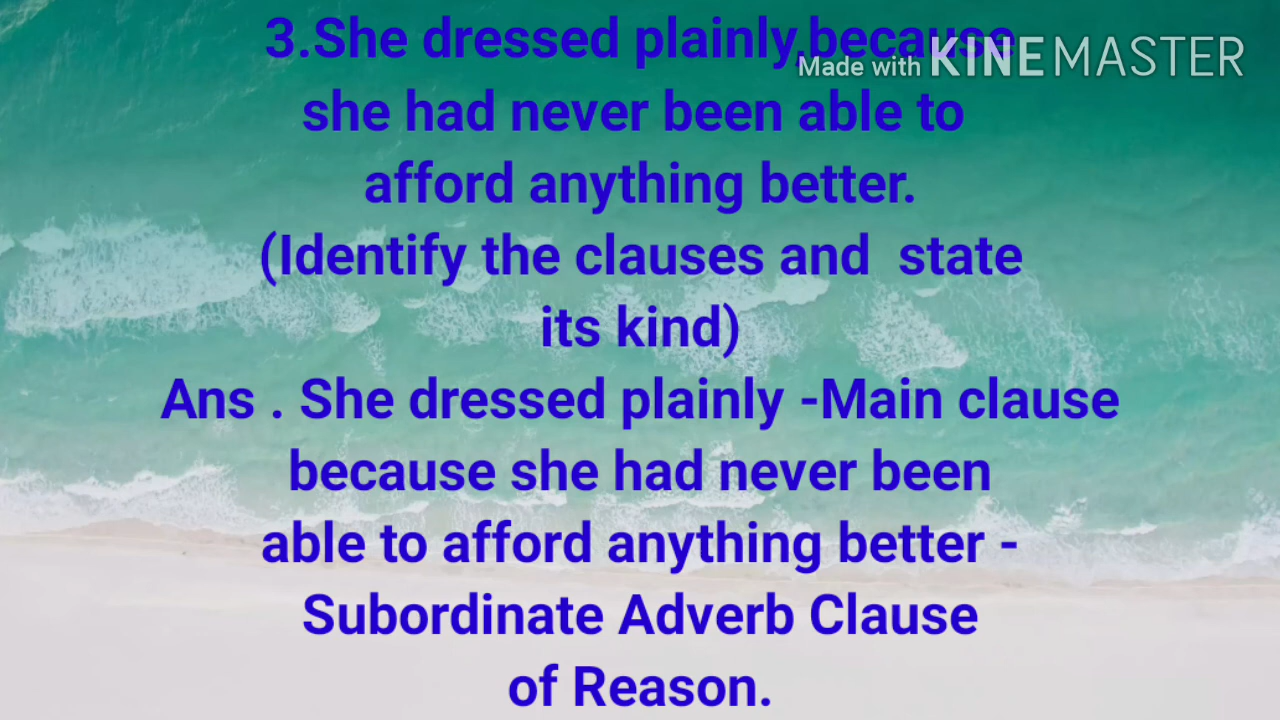 3.She dressed plainly,because
Made with KINEMASTER
she had never been able to
afford anything better.
(Identify the clauses and state
its kind)
Ans . She dressed plainly -Main clause
because she had never been
able to afford anything better -
Subordinate Adverb Clause
of Reason.